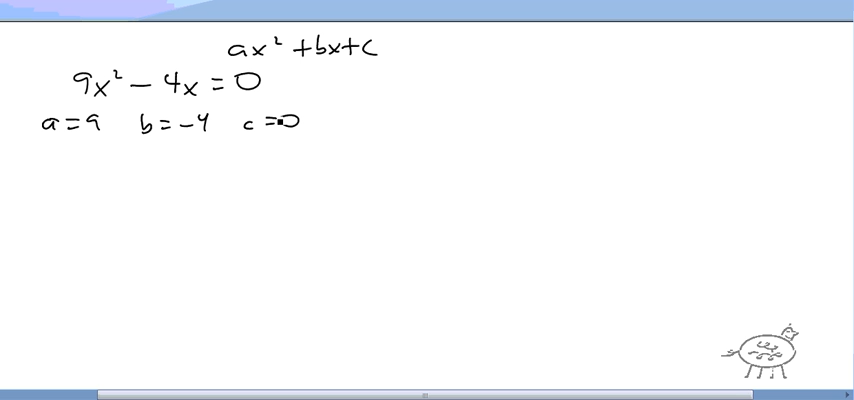 ax² + bx + c
9x² − 4x = 0
a = 9 b = −4 c = 0